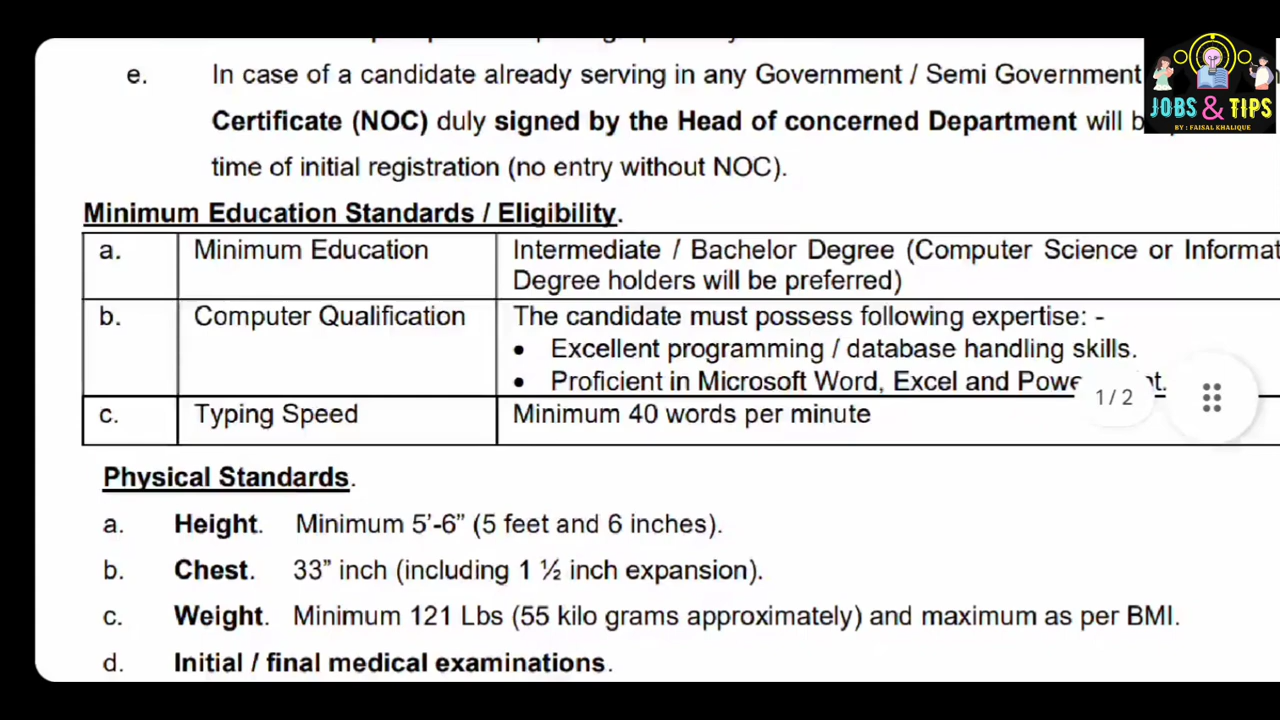 e. In case of a candidate already serving in any Government / Semi Government
Certificate (NOC) duly signed by the Head of concerned Department will
time of initial registration (no entry without NOC).
Minimum Education Standards / Eligibility.
a. Minimum Education Intermediate / Bachelor Degree (Computer Science or
Degree holders will be preferred)
b. Computer Qualification The candidate must possess following expertise: -
• Excellent programming / database handling skills.
• Proficient in Microsoft Word, Excel and
c. Typing Speed Minimum 40 words per minute
Physical Standards.
a. Height. Minimum 5’-6” (5 feet and 6 inches).
b. Chest. 33” inch (including 1 ½ inch expansion).
c. Weight. Minimum 121 Lbs (55 kilo grams approximately) and maximum as per BMI.
d. Initial / final medical examinations.
1 / 2
JOBS & TIPS
BY : FAISAL KHALIQUE